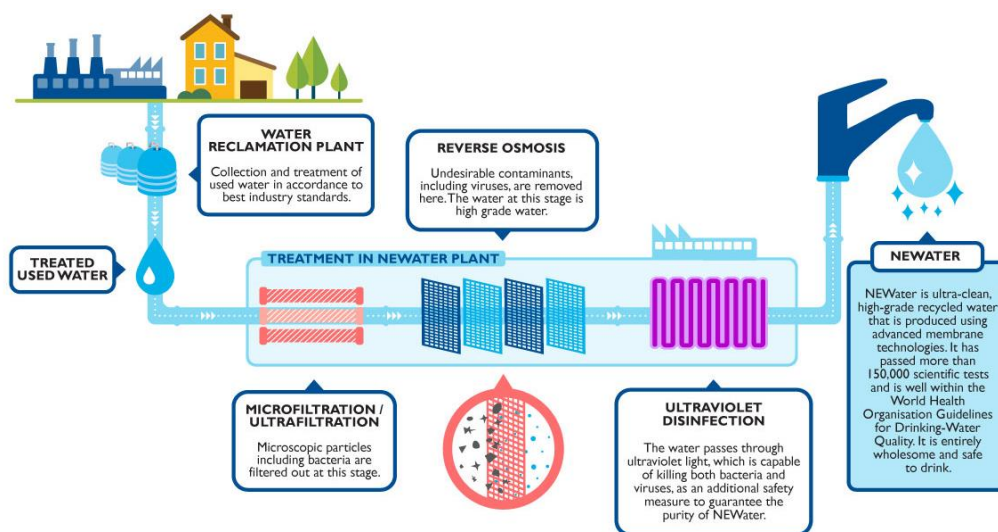 WATER
RECLAMATION PLANT
Collection and treatment of
used water in accordance to
best industry standards.
REVERSE OSMOSIS
Undesirable contaminants,
including viruses, are removed
here. The water at this stage is
high grade water.
TREATED
USED WATER
TREATMENT IN NEWATER PLANT
MICROFILTRATION /
ULTRAFILTRATION
Microscopic particles
including bacteria are
filtered out at this stage.
ULTRAVIOLET
DISINFECTION
The water passes through
ultraviolet light, which is capable
of killing both bacteria and
viruses, as an additional safety
measure to guarantee the
purity of NEWater.
NEWATER
NEWater is ultra-clean,
high-grade recycled water
that is produced using
advanced membrane
technologies. It has
passed more than
150,000 scientific tests
and is well within the
World Health
Organisation Guidelines
for Drinking-Water
Quality. It is entirely
wholesome and safe
to drink.